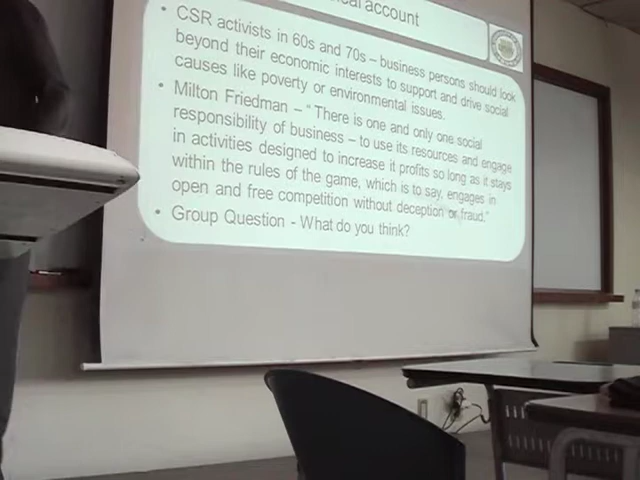 account
• CSR activists in 60s and 70s – business persons should look
beyond their economic interests to support and drive social
causes like poverty or environmental issues.
• Milton Friedman – " There is one and only one social
responsibility of business – to use its resources and engage
in activities designed to increase it profits so long as it stays
within the rules of the game, which is to say, engages in
open and free competition without deception or fraud."
• Group Question - What do you think?